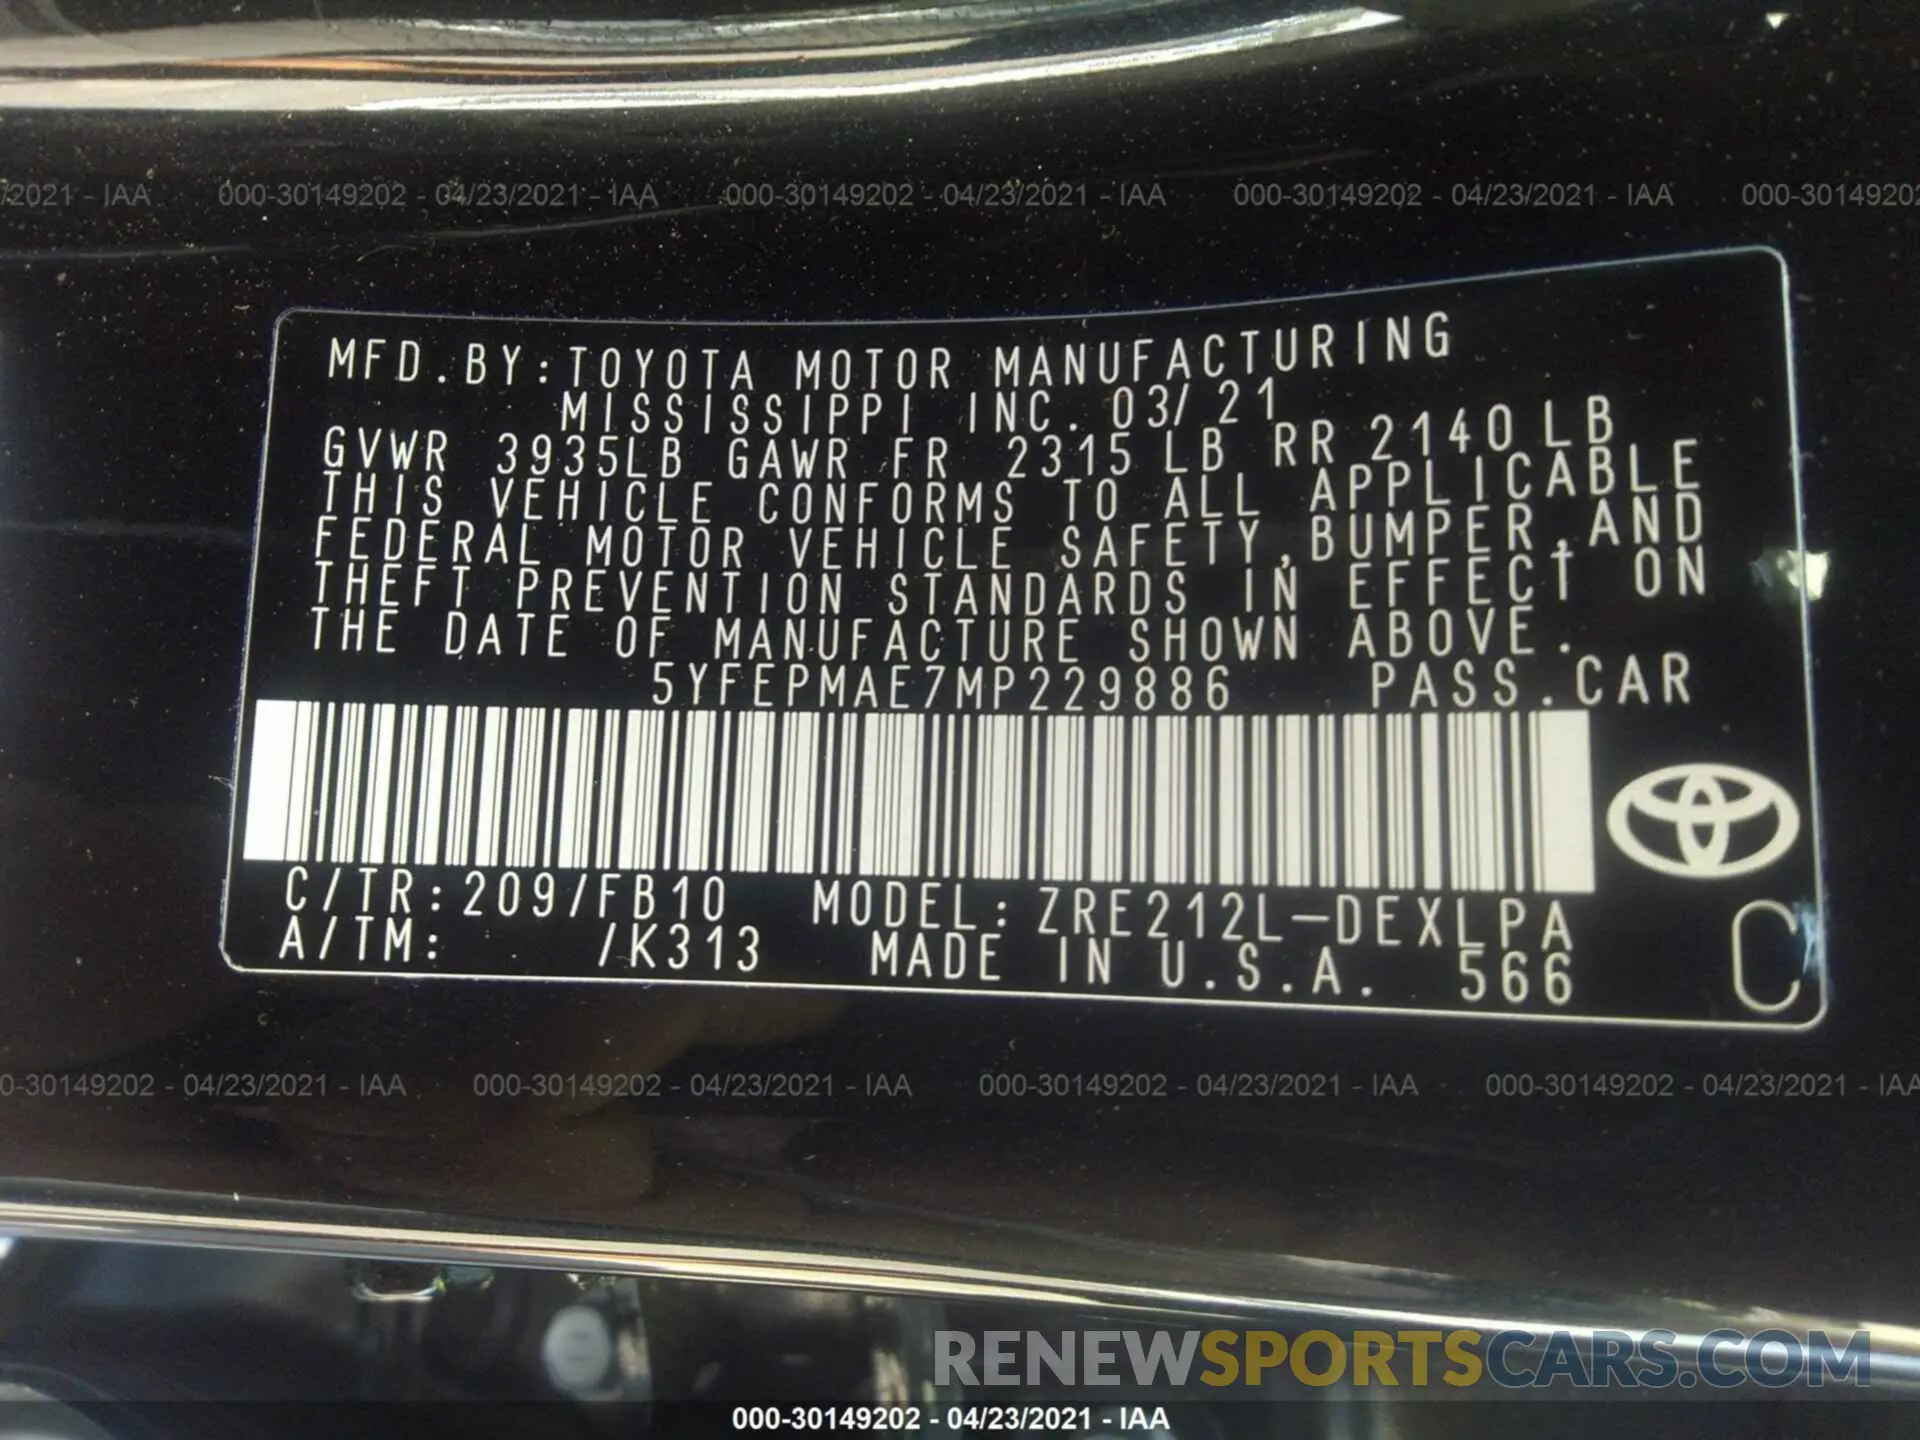 /2021 - IAA 000-30149202 - 04/23/2021 - IAA 000-30149202 - 04/23/2021 - IAA 000-30149202 - 04/23/2021 - IAA 000-3014920
MFD.BY:TOYOTA MOTOR MANUFACTURING
MISSISSIPPI INC. 03/21
GVWR 3935LB GAWR FR 2315LB RR 2140LB
THIS VEHICLE CONFORMS TO ALL APPLICABLE
FEDERAL MOTOR VEHICLE SAFETY,BUMPER,AND
THEFT PREVENTION STANDARDS IN EFFECT ON
THE DATE OF MANUFACTURE SHOWN ABOVE.
5YFEPMAE7MP229886 PASS.CAR
C/TR:209/FB10 MODEL:ZRE212L-DEXLPA
A/TM: /K313 MADE IN U.S.A. 566 C
0-30149202 - 04/23/2021 - IAA 000-30149202 - 04/23/2021 - IAA 000-30149202 - 04/23/2021 - IAA 000-30149202 - 04/23/2021 - IAA
RENEWSPORTSCARS.COM
000-30149202 - 04/23/2021 - IAA